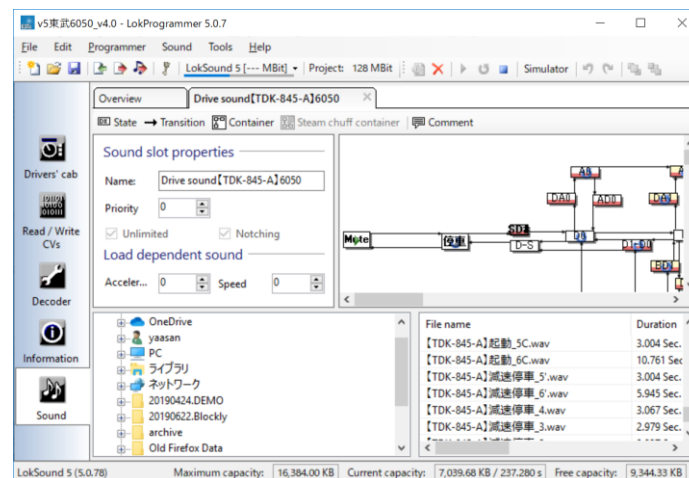 v5東武6050_v4.0 - LokProgrammer 5.0.7
File Edit Programmer Sound Tools Help
LokSound 5 [--- MBit] Project: 128 MBit Simulator
Overview Drive sound【TDK-845-A】6050
State Transition Container Steam chuff container Comment
Sound slot properties
Name: Drive sound【TDK-845-A】6050
Priority 0
Unlimited Notching
Load dependent sound
Acceler... 0 Speed 0
Drivers' cab
Read / Write
CVs
Decoder
Information
Sound
A8
DA0 AD0 DA
Mute 停車 SD D8
D-S
OneDrive
yaasan
PC
ライブラリ
ネットワーク
20190424.DEMO
20190622.Blockly
archive
Old Firefox Data
File name Duration
【TDK-845-A】起動_5C.wav 3.004 Sec.
【TDK-845-A】起動_6C.wav 10.761 Sec
【TDK-845-A】減速停車_5'.wav 3.004 Sec.
【TDK-845-A】減速停車_6'.wav 5.945 Sec.
【TDK-845-A】減速停車_4.wav 3.067 Sec.
【TDK-845-A】減速停車_3.wav 2.979 Sec.
LokSound 5 (5.0.78) Maximum capacity: 16,384.00 KB Current capacity: 7,039.68 KB / 237.280 s Free capacity: 9,344.33 KB